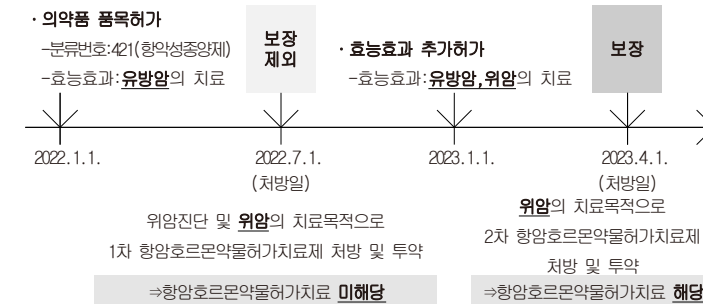 · 의약품 품목허가
-분류번호:421(항악성종양제)
-효능효과:유방암의 치료
보장
제외
· 효능효과 추가허가
-효능효과:유방암,위암의 치료
보장
2022.1.1.
2022.7.1.
(처방일)
2023.1.1.
2023.4.1.
(처방일)
위암진단 및 위암의 치료목적으로
1차 항암호르몬약물허가치료제 처방 및 투약
⇒항암호르몬약물허가치료 미해당
위암의 치료목적으로
2차 항암호르몬약물허가치료제
처방 및 투약
⇒항암호르몬약물허가치료 해당